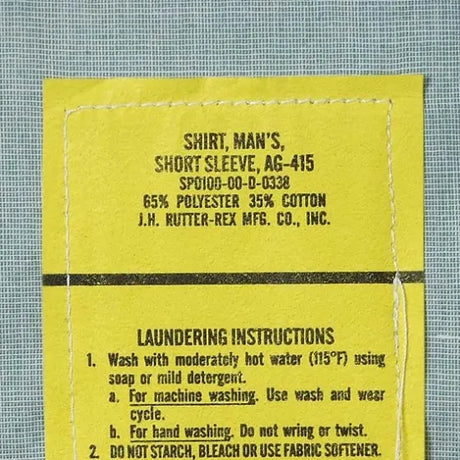 SHIRT, MAN'S,
SHORT SLEEVE, AG-415
SPO100-00-D-0338
65% POLYESTER 35% COTTON
J.H. RUTTER-REX MFG. CO., INC.
LAUNDERING INSTRUCTIONS
1. Wash with moderately hot water (115°F) using
soap or mild detergent.
a. For machine washing. Use wash and wear
cycle.
b. For hand washing. Do not wring or twist.
2. DO NOT STARCH, BLEACH OR USE FABRIC SOFTENER.